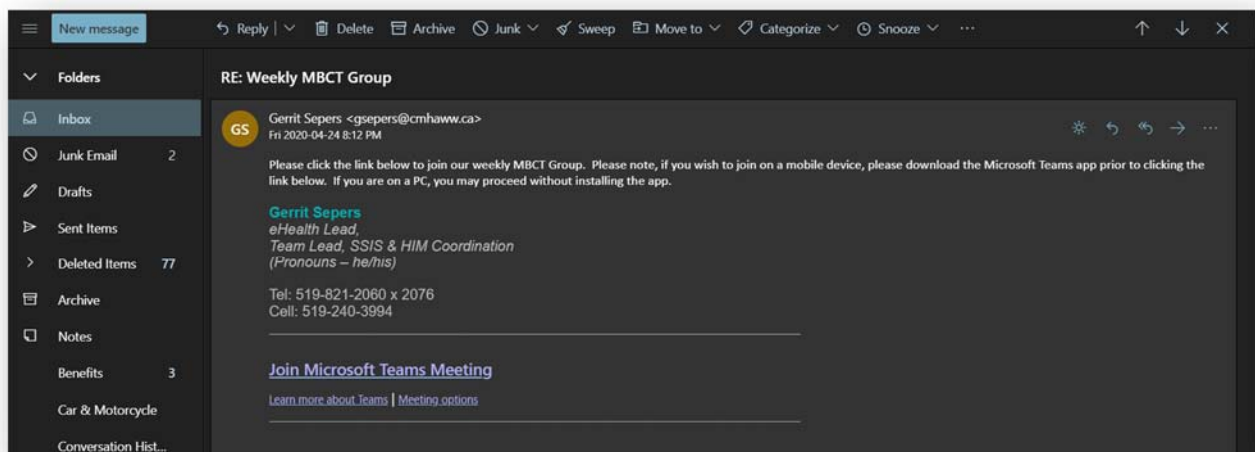 New message Reply Delete Archive Junk Sweep Move to Categorize Snooze ...
Folders
Inbox
Junk Email 2
Drafts
Sent Items
Deleted Items 77
Archive
Notes
Benefits 3
Car & Motorcycle
Conversation Hist...
RE: Weekly MBCT Group
GS
Gerrit Sepers <gsepers@cmhaww.ca>
Fri 2020-04-24 8:12 PM
Please click the link below to join our weekly MBCT Group. Please note, if you wish to join on a mobile device, please download the Microsoft Teams app prior to clicking the
link below. If you are on a PC, you may proceed without installing the app.
Gerrit Sepers
eHealth Lead,
Team Lead, SSIS & HIM Coordination
(Pronouns – he/his)
Tel: 519-821-2060 x 2076
Cell: 519-240-3994
Join Microsoft Teams Meeting
Learn more about Teams | Meeting options